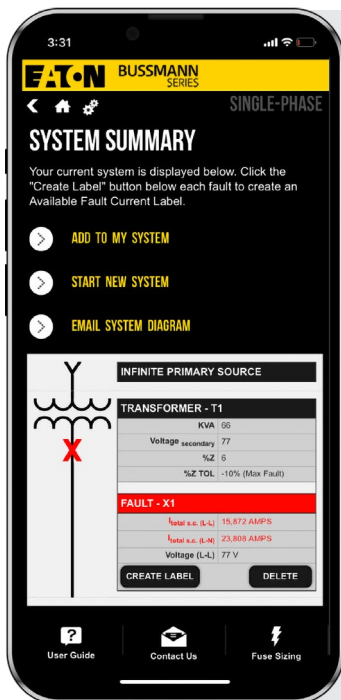 3:31
EATON BUSSMANN SERIES
SINGLE-PHASE
SYSTEM SUMMARY
Your current system is displayed below. Click the
"Create Label" button below each fault to create an
Available Fault Current Label.
ADD TO MY SYSTEM
START NEW SYSTEM
EMAIL SYSTEM DIAGRAM
INFINITE PRIMARY SOURCE
TRANSFORMER - T1
KVA 66
Voltage secondary 77
%Z 6
%Z TOL -10% (Max Fault)
X
FAULT - X1
Itotal s.c. (L-L) 15,872 AMPS
Itotal s.c. (L-N) 23,808 AMPS
Voltage (L-L) 77 V
CREATE LABEL DELETE
?
User Guide Contact Us Fuse Sizing